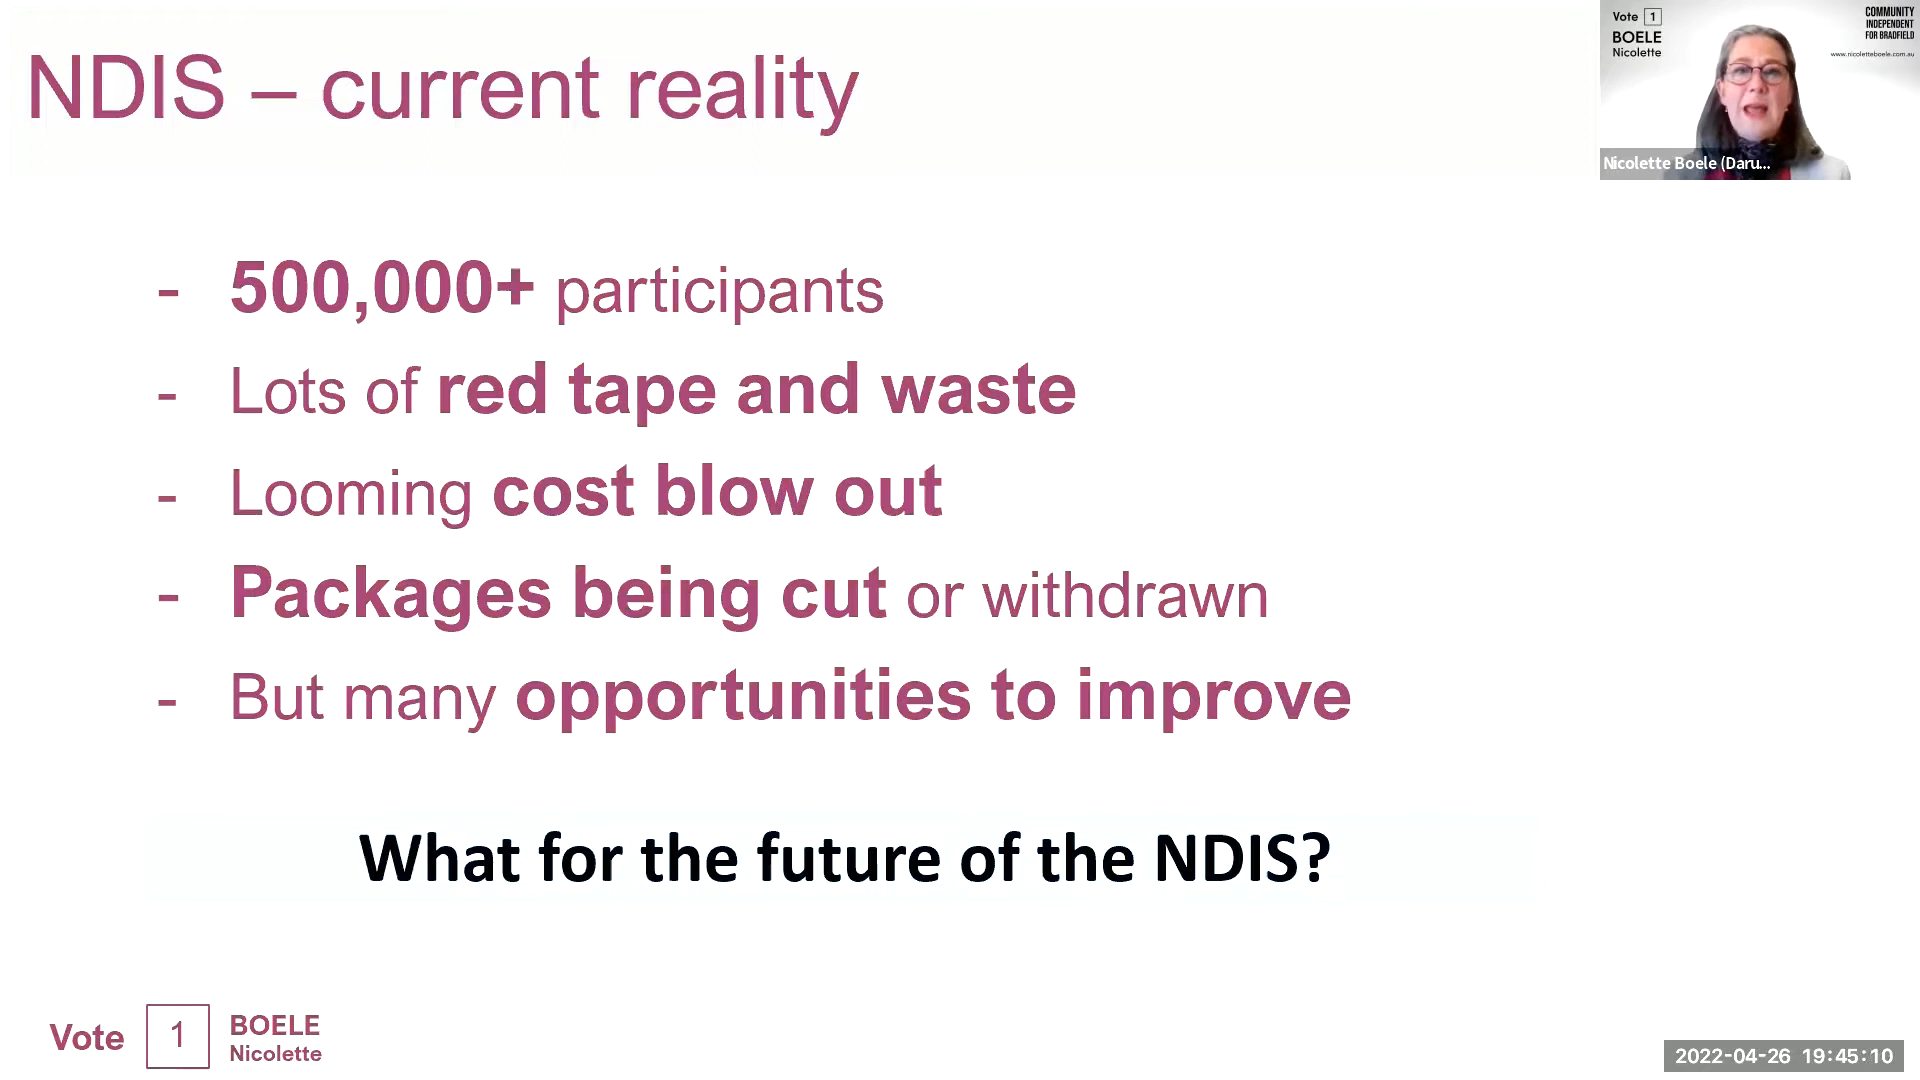 NDIS – current reality
Vote 1
BOELE
Nicolette
COMMUNITY
INDEPENDENT
FOR BRADFIELD
www.nicoletteboele.com.au
Nicolette Boele (Daru...
- 500,000+ participants
- Lots of red tape and waste
- Looming cost blow out
- Packages being cut or withdrawn
- But many opportunities to improve
What for the future of the NDIS?
Vote 1
BOELE
Nicolette
2022-04-26 19:45:10